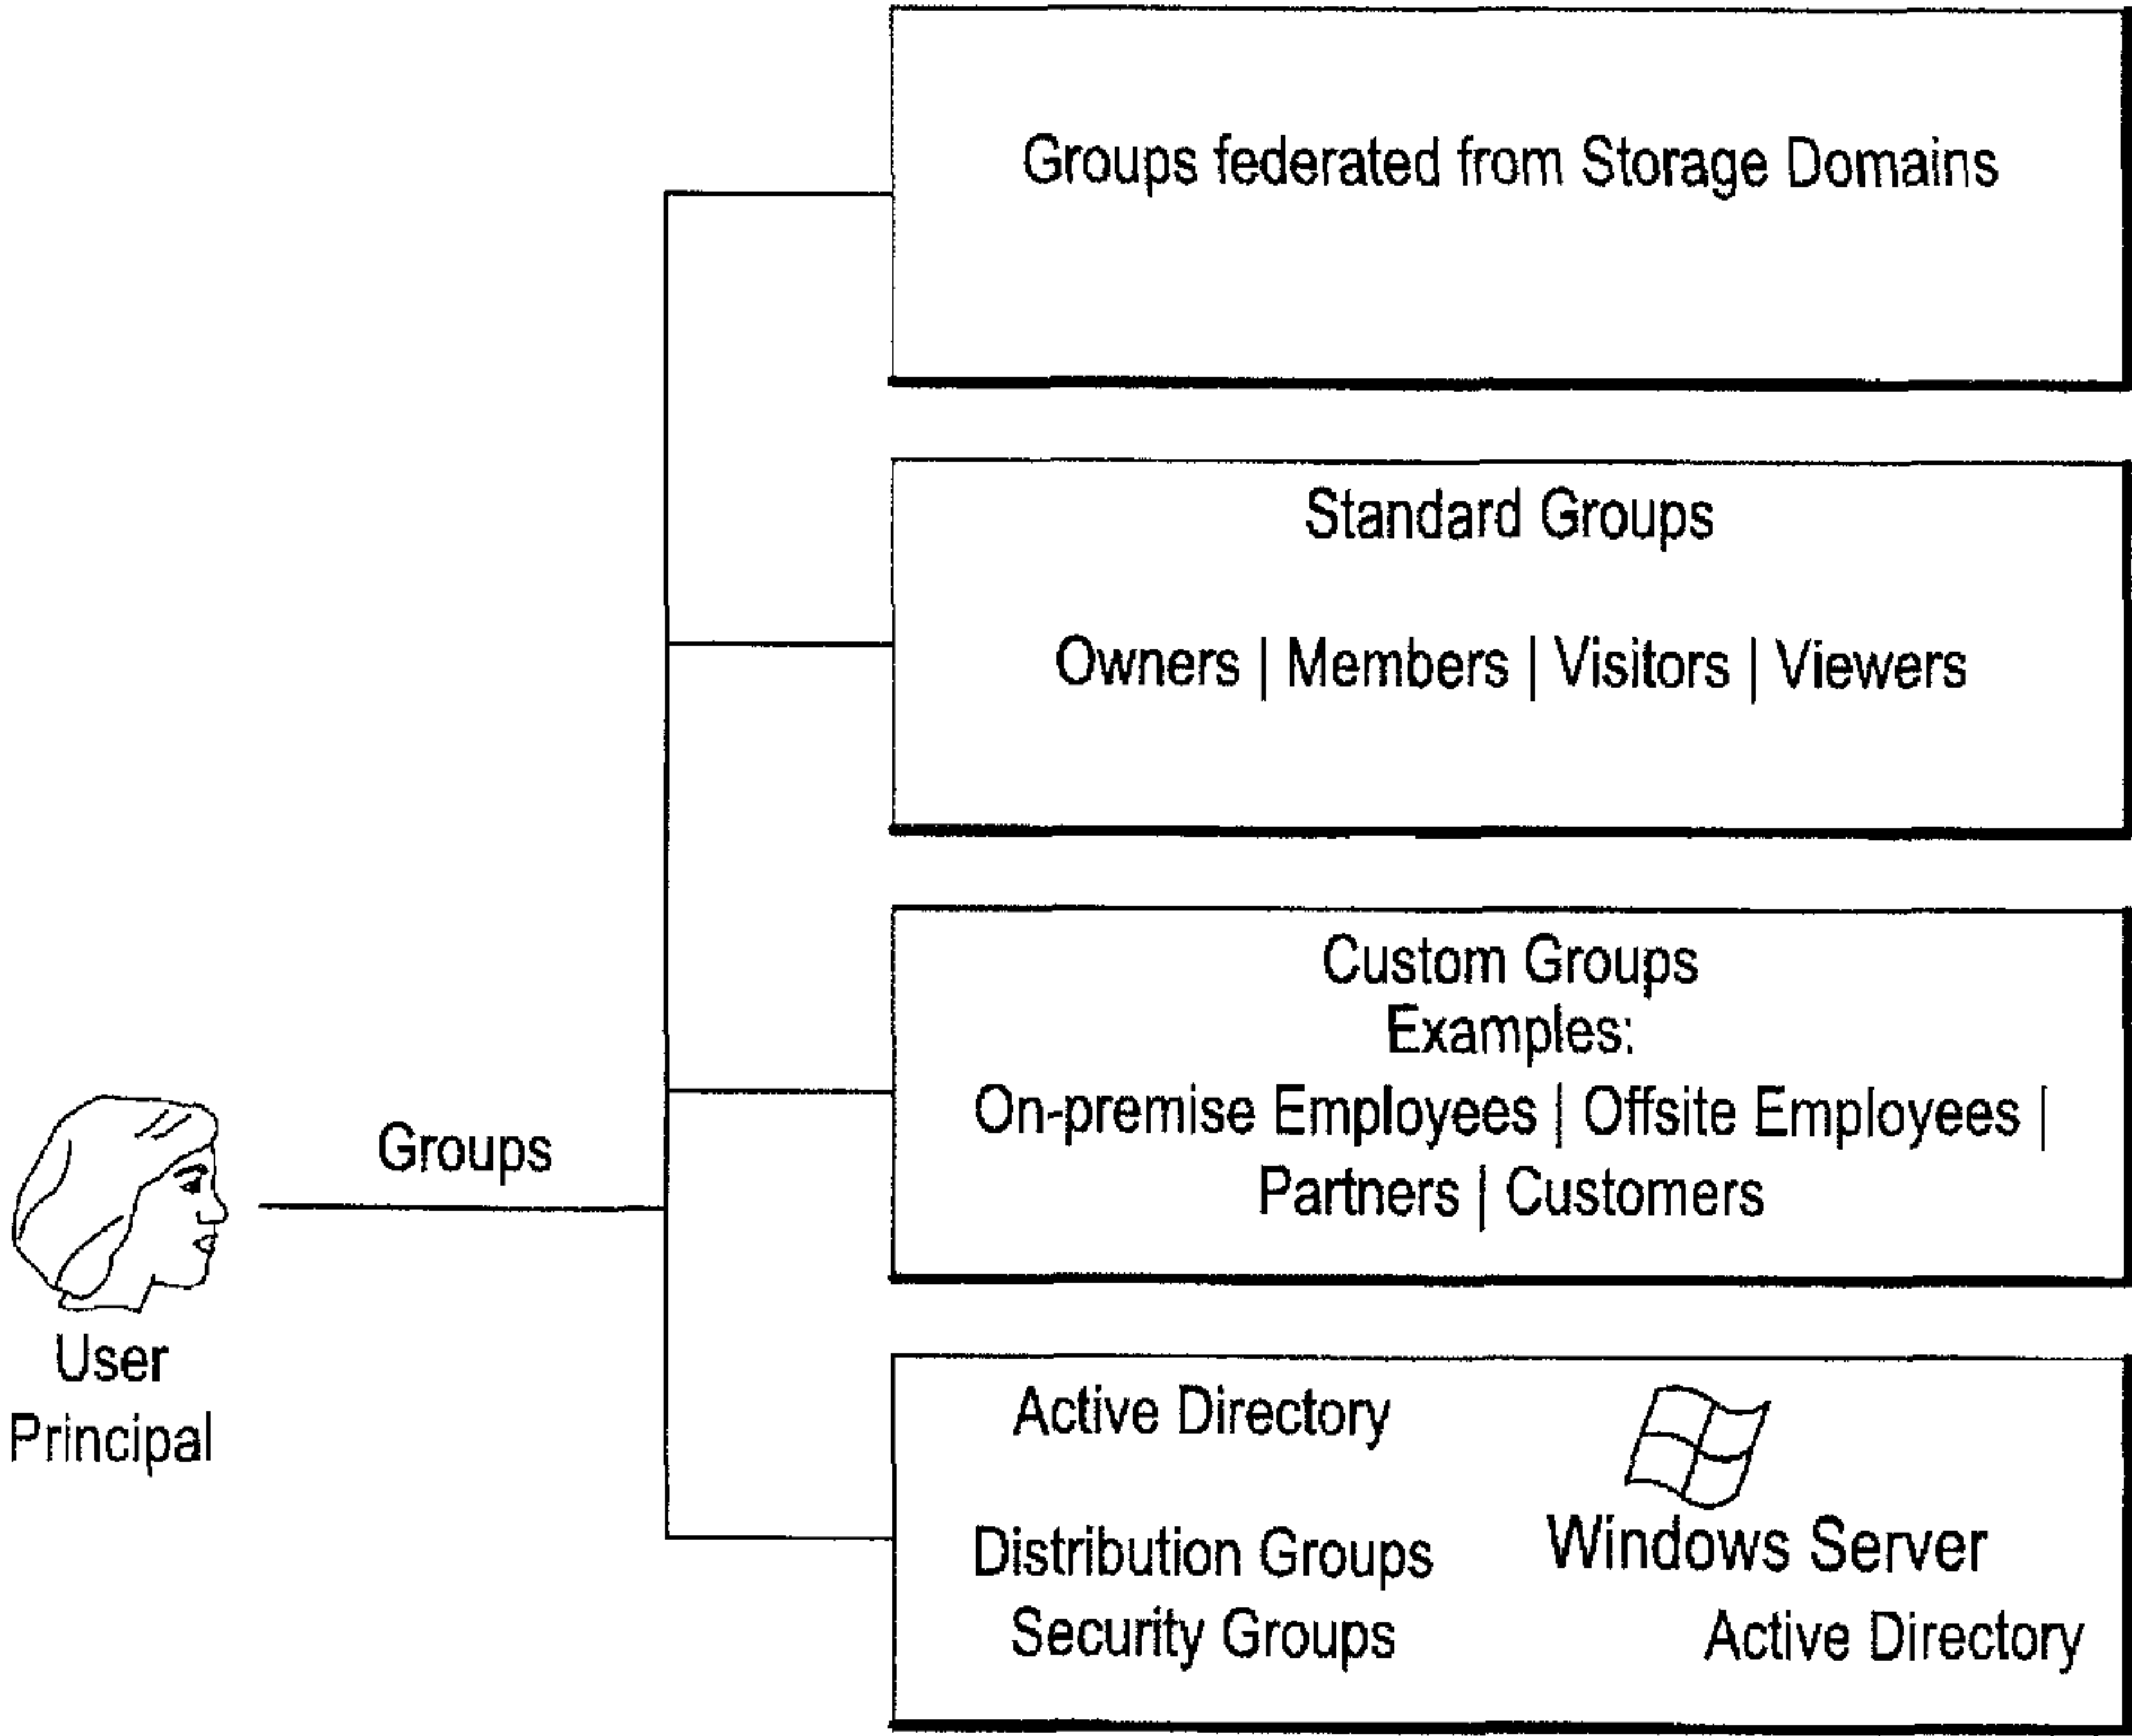 Groups federated from Storage Domains
Standard Groups
Owners | Members | Visitors | Viewers
Custom Groups
Examples:
On-premise Employees | Offsite Employees |
Partners | Customers
Groups
User
Principal
Active Directory
Distribution Groups
Security Groups
Windows Server
Active Directory